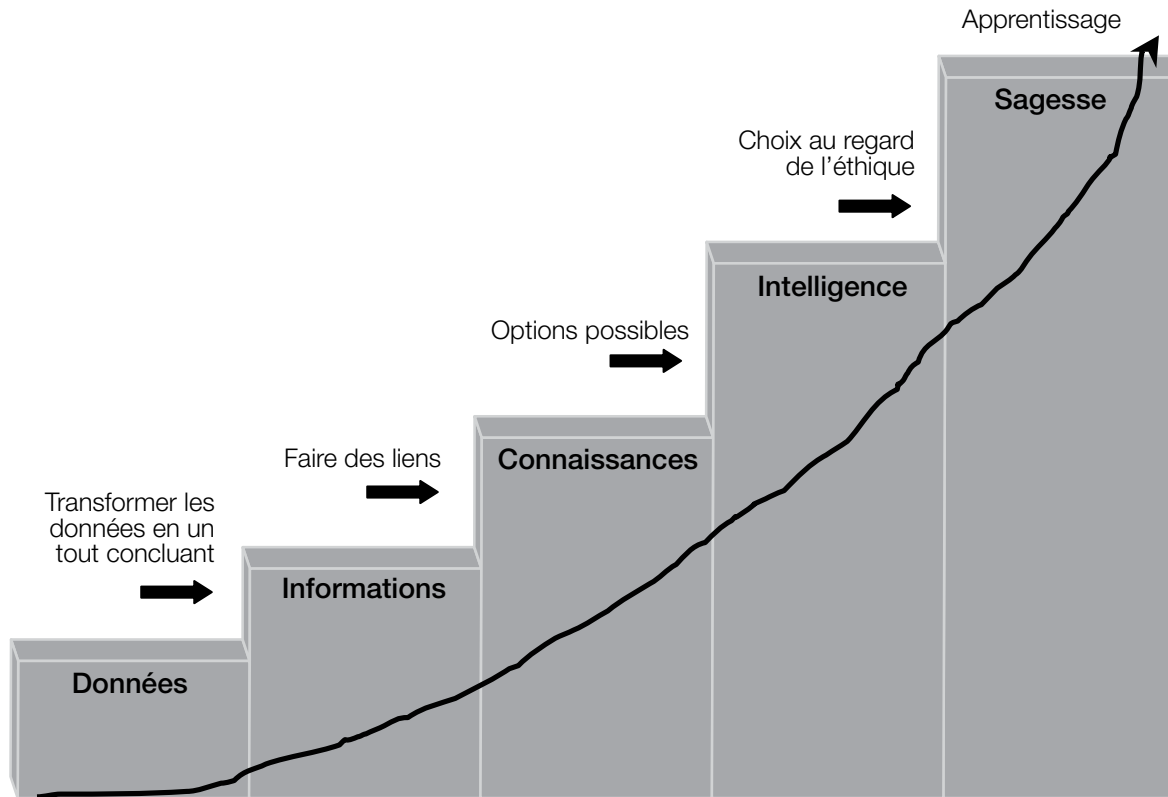 Apprentissage
Sagesse
Choix au regard
de l'éthique
Intelligence
Options possibles
Connaissances
Faire des liens
Informations
Transformer les
données en un
tout concluant
Données